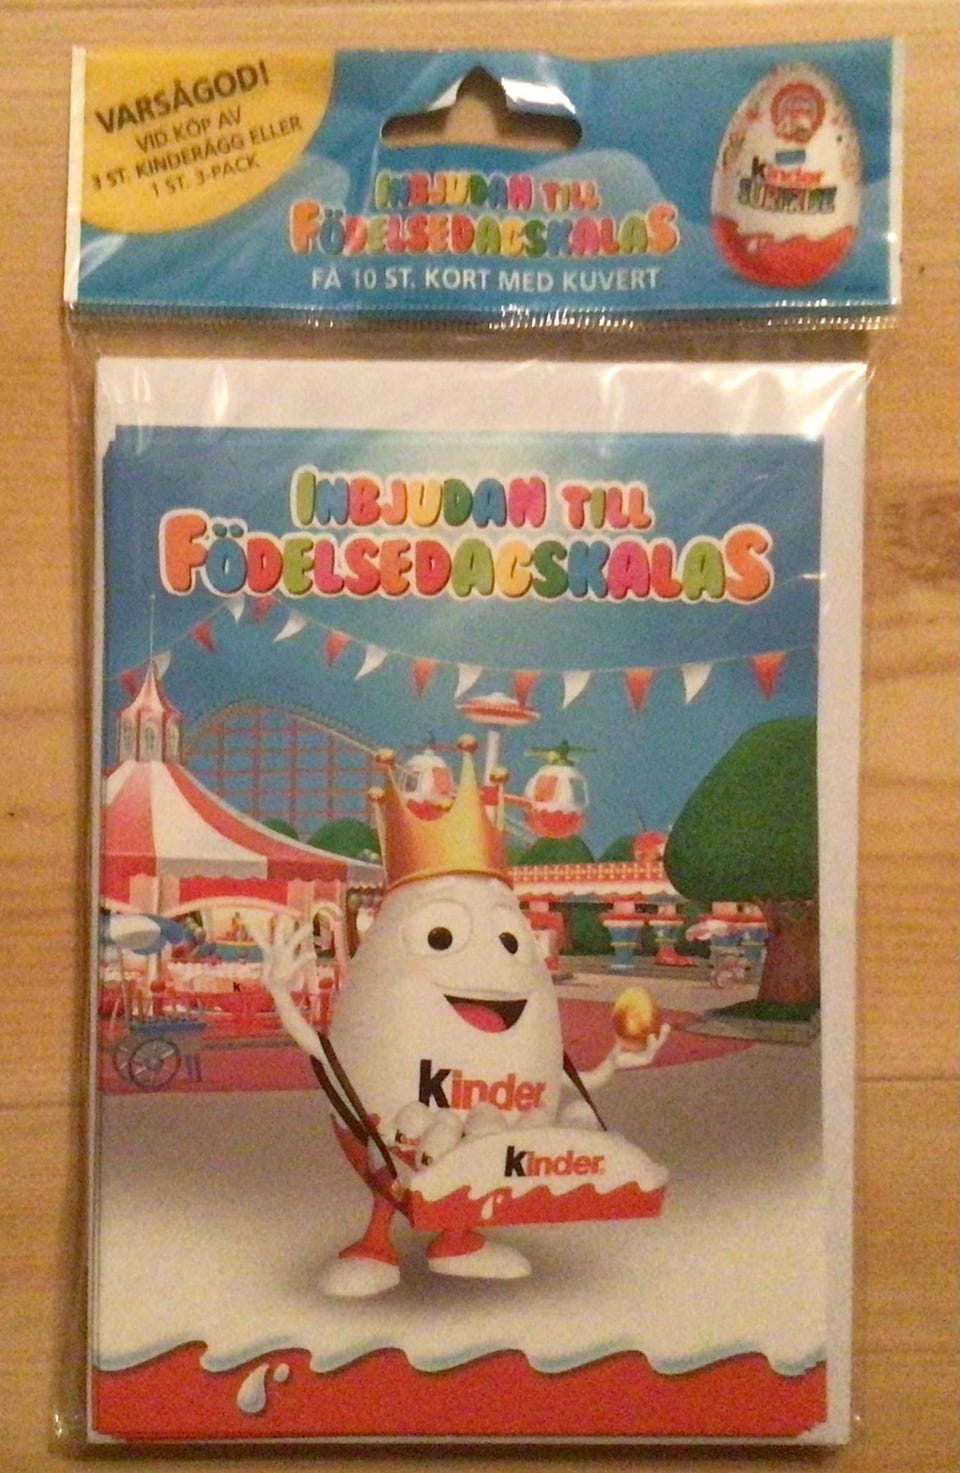 VARSÅGOD!
VID KÖP AV
3 ST. KINDERÄGG ELLER
1 ST. 3-PACK
INBJUDAN TILL
FÖDELSEDAGSKALAS
FÅ 10 ST. KORT MED KUVERT
kinder
SURPRISE
INBJUDAN TILL
FÖDELSEDAGSKALAS
kinder
kinder